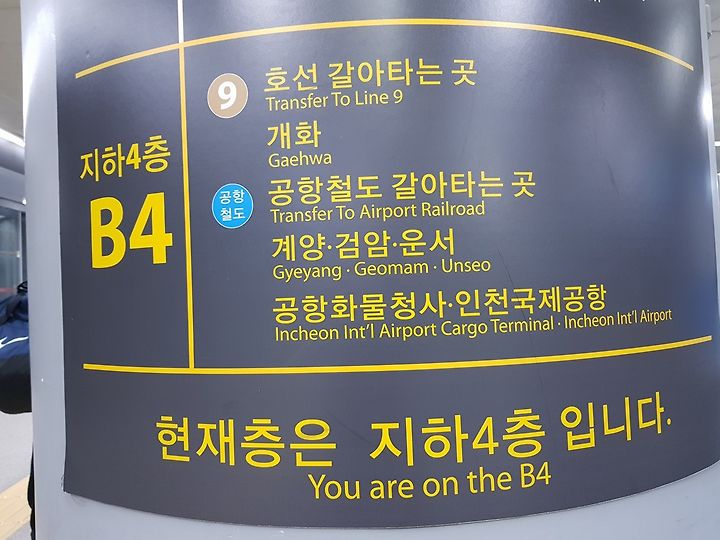 지하4층
B4
9 호선 갈아타는 곳
Transfer To Line 9
개화
Gaehwa
공항
철도
공항철도 갈아타는 곳
Transfer To Airport Railroad
계양·검암·운서
Gyeyang · Geomam · Unseo
공항화물청사·인천국제공항
Incheon Int'l Airport Cargo Terminal · Incheon Int'l Airport
현재층은 지하4층 입니다.
You are on the B4